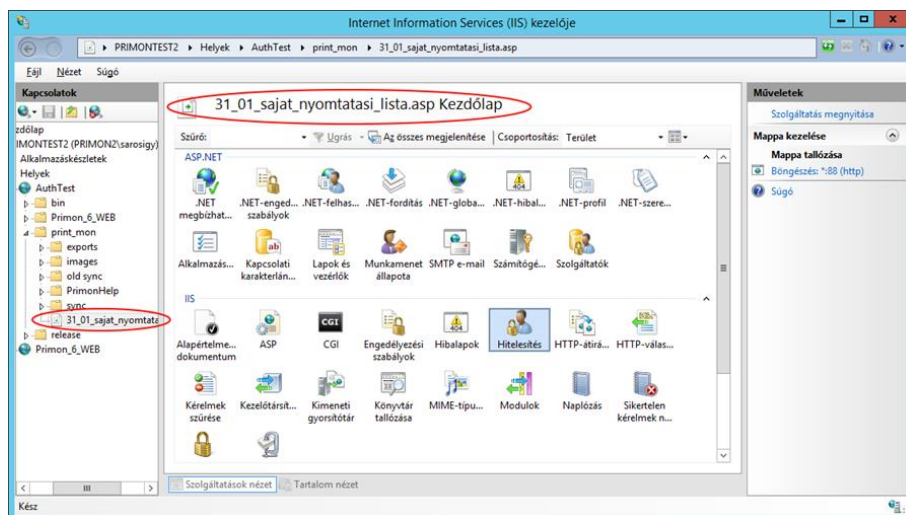 Internet Information Services (IIS) kezelője
PRIMONTEST2 ▸ Helyek ▸ AuthTest ▸ print_mon ▸ 31_01_sajat_nyomtatasi_lista.asp
Fájl Nézet Súgó
Kapcsolatok
zdőlap
IMONTEST2 (PRIMON2\sarosigy)
Alkalmazáskészletek
Helyek
AuthTest
bin
Primon_6_WEB
print_mon
exports
images
old sync
PrimonHelp
sync
31_01_sajat_nyomtata
release
Primon_6_WEB
31_01_sajat_nyomtatasi_lista.asp Kezdőlap
Szűrő: Ugrás Az összes megjelenítése Csoportosítás: Terület
ASP.NET
.NET megbízhat...
.NET-enged... szabályok
.NET-felhas...
.NET-fordítás
.NET-globa...
.NET-hibal...
.NET-profil
.NET-szere...
Alkalmazás...
Kapcsolati karakterlán...
Lapok és vezérlők
Munkamenet állapota
SMTP e-mail
Számítógé...
Szolgáltatók
IIS
Alapértelme... dokumentum
ASP
CGI
CGI
Engedélyezési szabályok
404
Hibalapok
Hitelesítés
HTTP-átirá...
HTTP-válas...
Kérelmek szűrése
Kezelőtársít...
Kimeneti gyorsítótár
Könyvtár tallózása
MIME-típu...
Modulok
Naplózás
Sikertelen kérelmek n...
Szolgáltatások nézet Tartalom nézet
Műveletek
Szolgáltatás megnyitása
Mappa kezelése
Mappa tallózása
Böngészés: *:88 (http)
Súgó
Kész